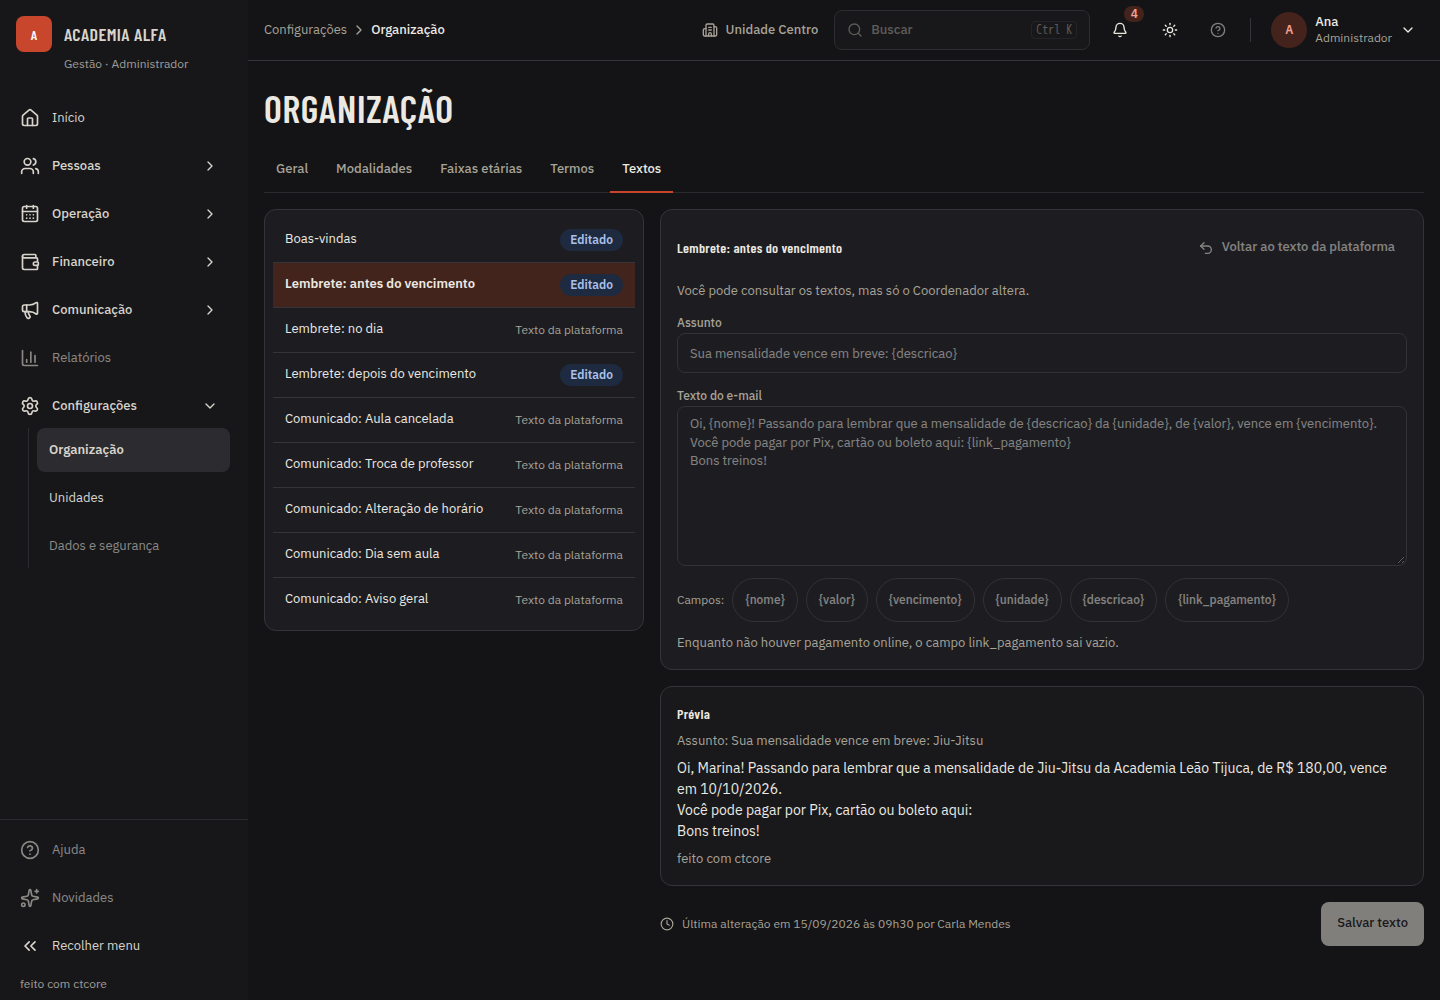 A
ACADEMIA ALFA
Gestão · Administrador
Início
Pessoas
Operação
Financeiro
Comunicação
Relatórios
Configurações
Organização
Unidades
Dados e segurança
Ajuda
Novidades
Recolher menu
feito com ctcore
Configurações > Organização
Unidade Centro
Buscar
Ctrl K
4
A
Ana
Administrador
ORGANIZAÇÃO
Geral
Modalidades
Faixas etárias
Termos
Textos
Boas-vindas Editado
Lembrete: antes do vencimento Editado
Lembrete: no dia Texto da plataforma
Lembrete: depois do vencimento Editado
Comunicado: Aula cancelada Texto da plataforma
Comunicado: Troca de professor Texto da plataforma
Comunicado: Alteração de horário Texto da plataforma
Comunicado: Dia sem aula Texto da plataforma
Comunicado: Aviso geral Texto da plataforma
Lembrete: antes do vencimento
Voltar ao texto da plataforma
Você pode consultar os textos, mas só o Coordenador altera.
Assunto
Sua mensalidade vence em breve: {descricao}
Texto do e-mail
Oi, {nome}! Passando para lembrar que a mensalidade de {descricao} da {unidade}, de {valor}, vence em {vencimento}.
Você pode pagar por Pix, cartão ou boleto aqui: {link_pagamento}
Bons treinos!
Campos: {nome} {valor} {vencimento} {unidade} {descricao} {link_pagamento}
Enquanto não houver pagamento online, o campo link_pagamento sai vazio.
Prévia
Assunto: Sua mensalidade vence em breve: Jiu-Jitsu
Oi, Marina! Passando para lembrar que a mensalidade de Jiu-Jitsu da Academia Leão Tijuca, de R$ 180,00, vence
em 10/10/2026.
Você pode pagar por Pix, cartão ou boleto aqui:
Bons treinos!
feito com ctcore
Última alteração em 15/09/2026 às 09h30 por Carla Mendes
Salvar texto